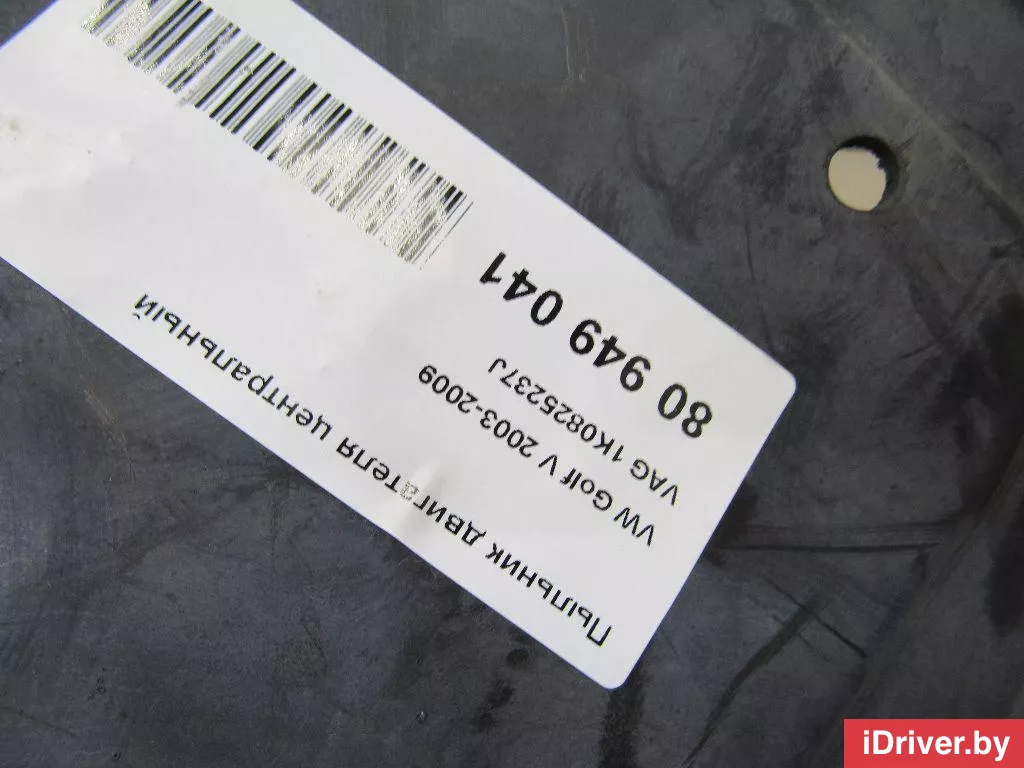 Пыльник двигателя центральный
VW Golf V 2003-2009
VAG 1K0825237J
80 949 041
iDriver.by